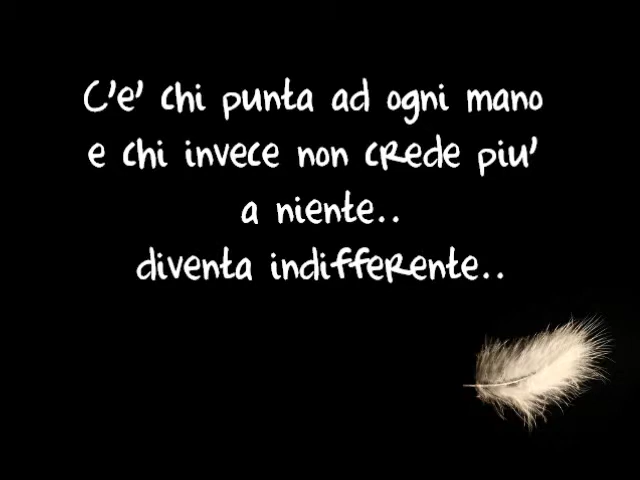 C'e' chi punta ad ogni mano
e chi invece non crede piu'
a niente..
diventa indifferente..